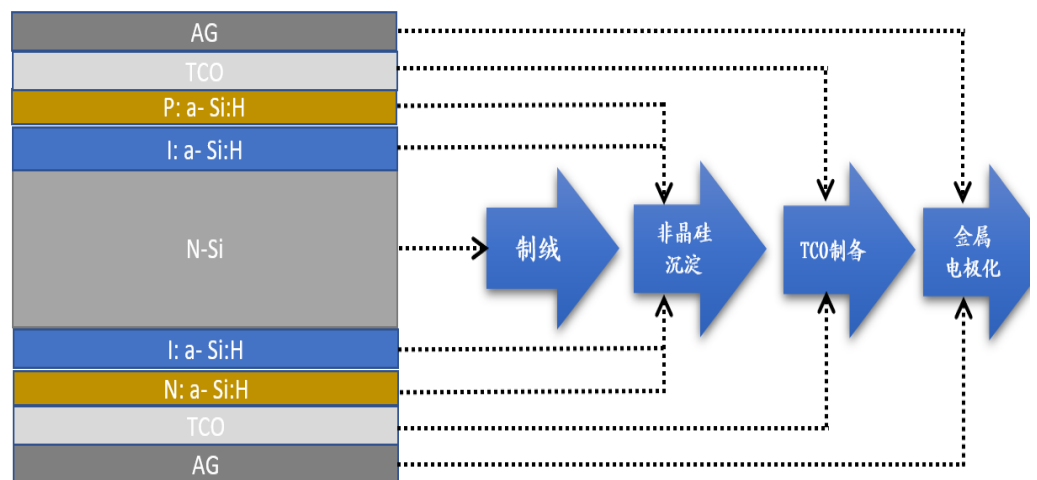 AG
TCO
P: a- Si:H
I: a- Si:H
N-Si
I: a- Si:H
N: a- Si:H
TCO
AG
制绒
非晶硅
沉淀
TCO制备
金属
电极化